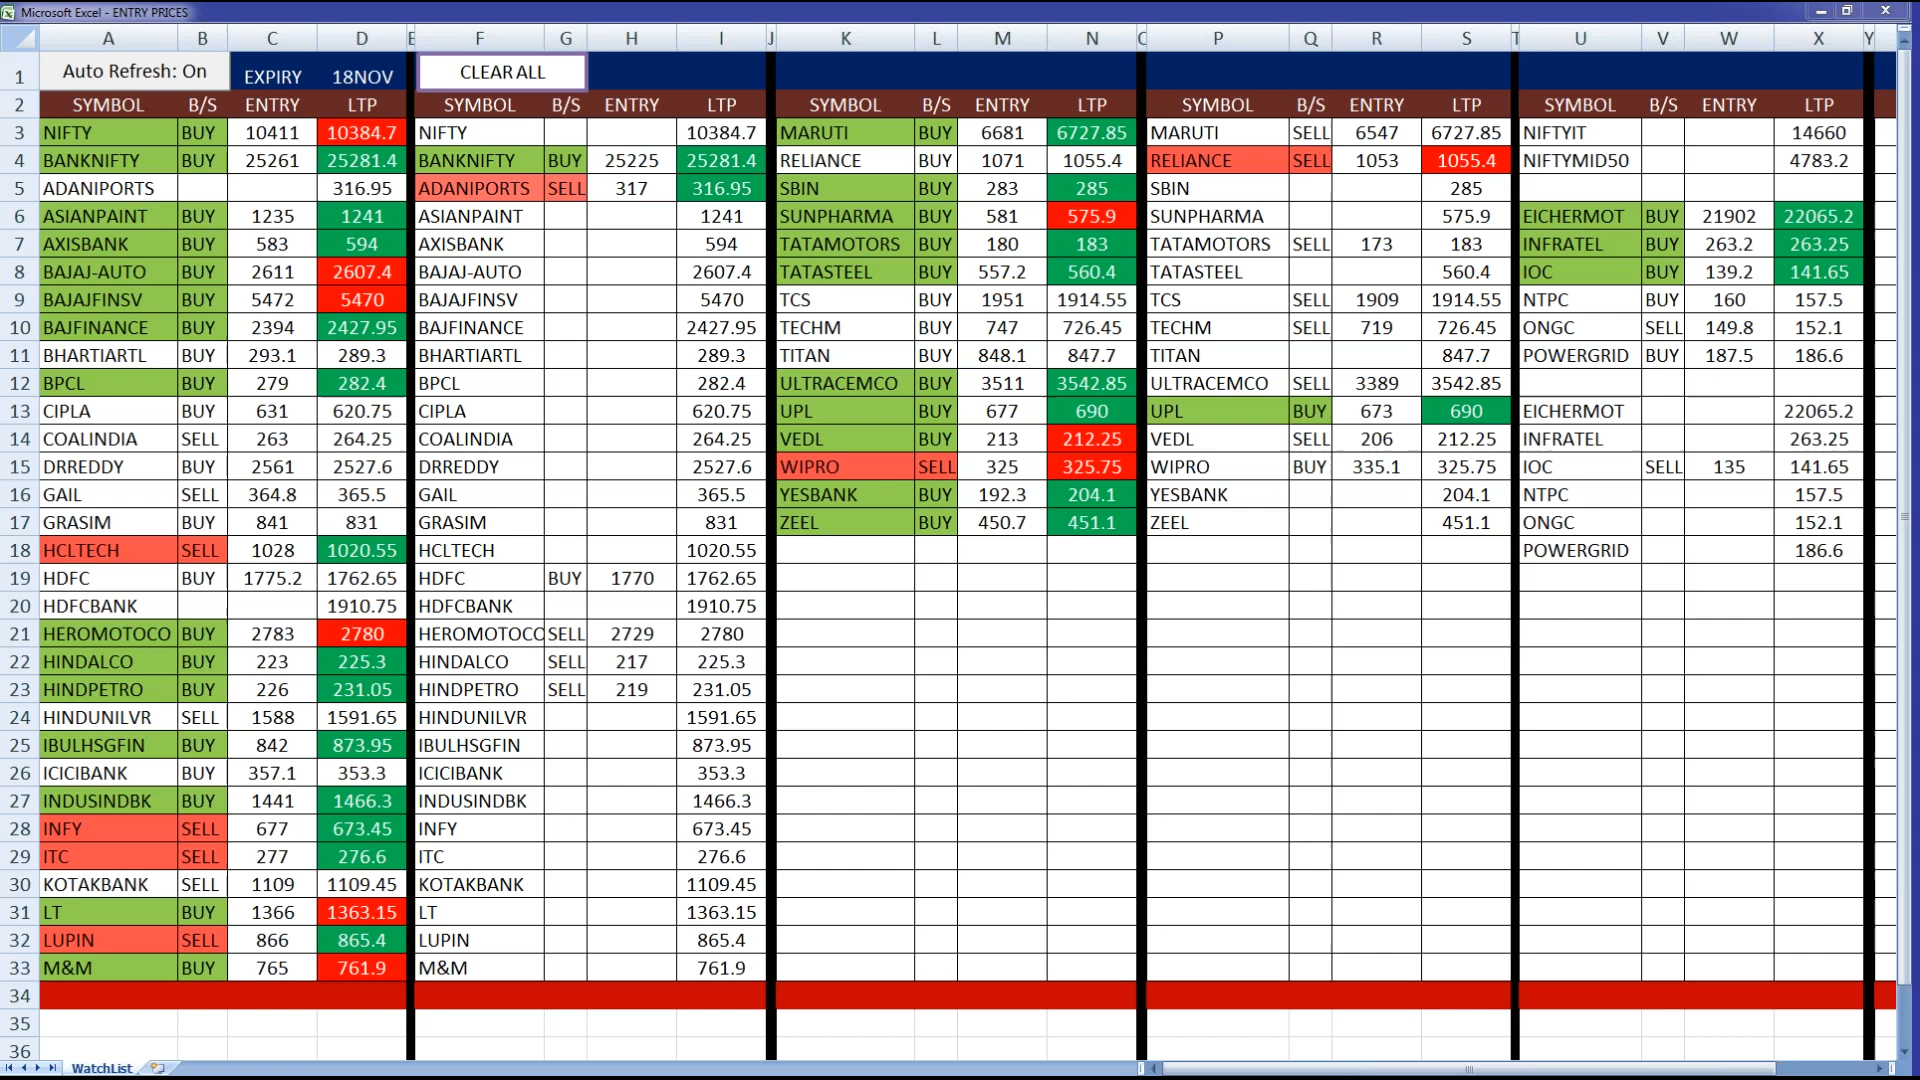 Microsoft Excel - ENTRY PRICES
A B C D E F G H I J K L M N P Q R S T U V W X Y
1 Auto Refresh: On EXPIRY 18NOV CLEAR ALL
2 SYMBOL B/S ENTRY LTP SYMBOL B/S ENTRY LTP SYMBOL B/S ENTRY LTP SYMBOL B/S ENTRY LTP SYMBOL B/S ENTRY LTP
3 NIFTY BUY 10411 10384.7 NIFTY 10384.7 MARUTI BUY 6681 6727.85 MARUTI SELL 6547 6727.85 NIFTYIT 14660
4 BANKNIFTY BUY 25261 25281.4 BANKNIFTY BUY 25225 25281.4 RELIANCE BUY 1071 1055.4 RELIANCE SELL 1053 1055.4 NIFTYMID50 4783.2
5 ADANIPORTS 316.95 ADANIPORTS SELL 317 316.95 SBIN BUY 283 285 SBIN 285
6 ASIANPAINT BUY 1235 1241 ASIANPAINT 1241 SUNPHARMA BUY 581 575.9 SUNPHARMA 575.9 EICHERMOT BUY 21902 22065.2
7 AXISBANK BUY 583 594 AXISBANK 594 TATAMOTORS BUY 180 183 TATAMOTORS SELL 173 183 INFRATEL BUY 263.2 263.25
8 BAJAJ-AUTO BUY 2611 2607.4 BAJAJ-AUTO 2607.4 TATASTEEL BUY 557.2 560.4 TATASTEEL 560.4 IOC BUY 139.2 141.65
9 BAJAJFINSV BUY 5472 5470 BAJAJFINSV 5470 TCS BUY 1951 1914.55 TCS SELL 1909 1914.55 NTPC BUY 160 157.5
10 BAJFINANCE BUY 2394 2427.95 BAJFINANCE 2427.95 TECHM BUY 747 726.45 TECHM SELL 719 726.45 ONGC SELL 149.8 152.1
11 BHARTIARTL BUY 293.1 289.3 BHARTIARTL 289.3 TITAN BUY 848.1 847.7 TITAN 847.7 POWERGRID BUY 187.5 186.6
12 BPCL BUY 279 282.4 BPCL 282.4 ULTRACEMCO BUY 3511 3542.85 ULTRACEMCO SELL 3389 3542.85
13 CIPLA BUY 631 620.75 CIPLA 620.75 UPL BUY 677 690 UPL BUY 673 690 EICHERMOT 22065.2
14 COALINDIA SELL 263 264.25 COALINDIA 264.25 VEDL BUY 213 212.25 VEDL SELL 206 212.25 INFRATEL 263.25
15 DRREDDY BUY 2561 2527.6 DRREDDY 2527.6 WIPRO SELL 325 325.75 WIPRO BUY 335.1 325.75 IOC SELL 135 141.65
16 GAIL SELL 364.8 365.5 GAIL 365.5 YESBANK BUY 192.3 204.1 YESBANK 204.1 NTPC 157.5
17 GRASIM BUY 841 831 GRASIM 831 ZEEL BUY 450.7 451.1 ZEEL 451.1 ONGC 152.1
18 HCLTECH SELL 1028 1020.55 HCLTECH 1020.55 POWERGRID 186.6
19 HDFC BUY 1775.2 1762.65 HDFC BUY 1770 1762.65
20 HDFCBANK 1910.75 HDFCBANK 1910.75
21 HEROMOTOCO BUY 2783 2780 HEROMOTOCO SELL 2729 2780
22 HINDALCO BUY 223 225.3 HINDALCO SELL 217 225.3
23 HINDPETRO BUY 226 231.05 HINDPETRO SELL 219 231.05
24 HINDUNILVR SELL 1588 1591.65 HINDUNILVR 1591.65
25 IBULHSGFIN BUY 842 873.95 IBULHSGFIN 873.95
26 ICICIBANK BUY 357.1 353.3 ICICIBANK 353.3
27 INDUSINDBK BUY 1441 1466.3 INDUSINDBK 1466.3
28 INFY SELL 677 673.45 INFY 673.45
29 ITC SELL 277 276.6 ITC 276.6
30 KOTAKBANK SELL 1109 1109.45 KOTAKBANK 1109.45
31 LT BUY 1366 1363.15 LT 1363.15
32 LUPIN SELL 866 865.4 LUPIN 865.4
33 M&M BUY 765 761.9 M&M 761.9
34
35
36
WatchList